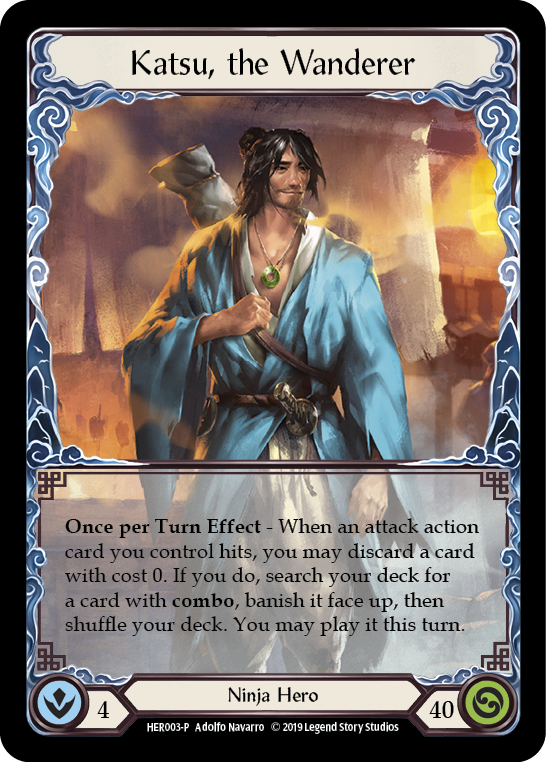 Katsu, the Wanderer
Once per Turn Effect - When an attack action
card you control hits, you may discard a card
with cost 0. If you do, search your deck for
a card with combo, banish it face up, then
shuffle your deck. You may play it this turn.
4
Ninja Hero
40
HER003-P Adolfo Navarro © 2019 Legend Story Studios